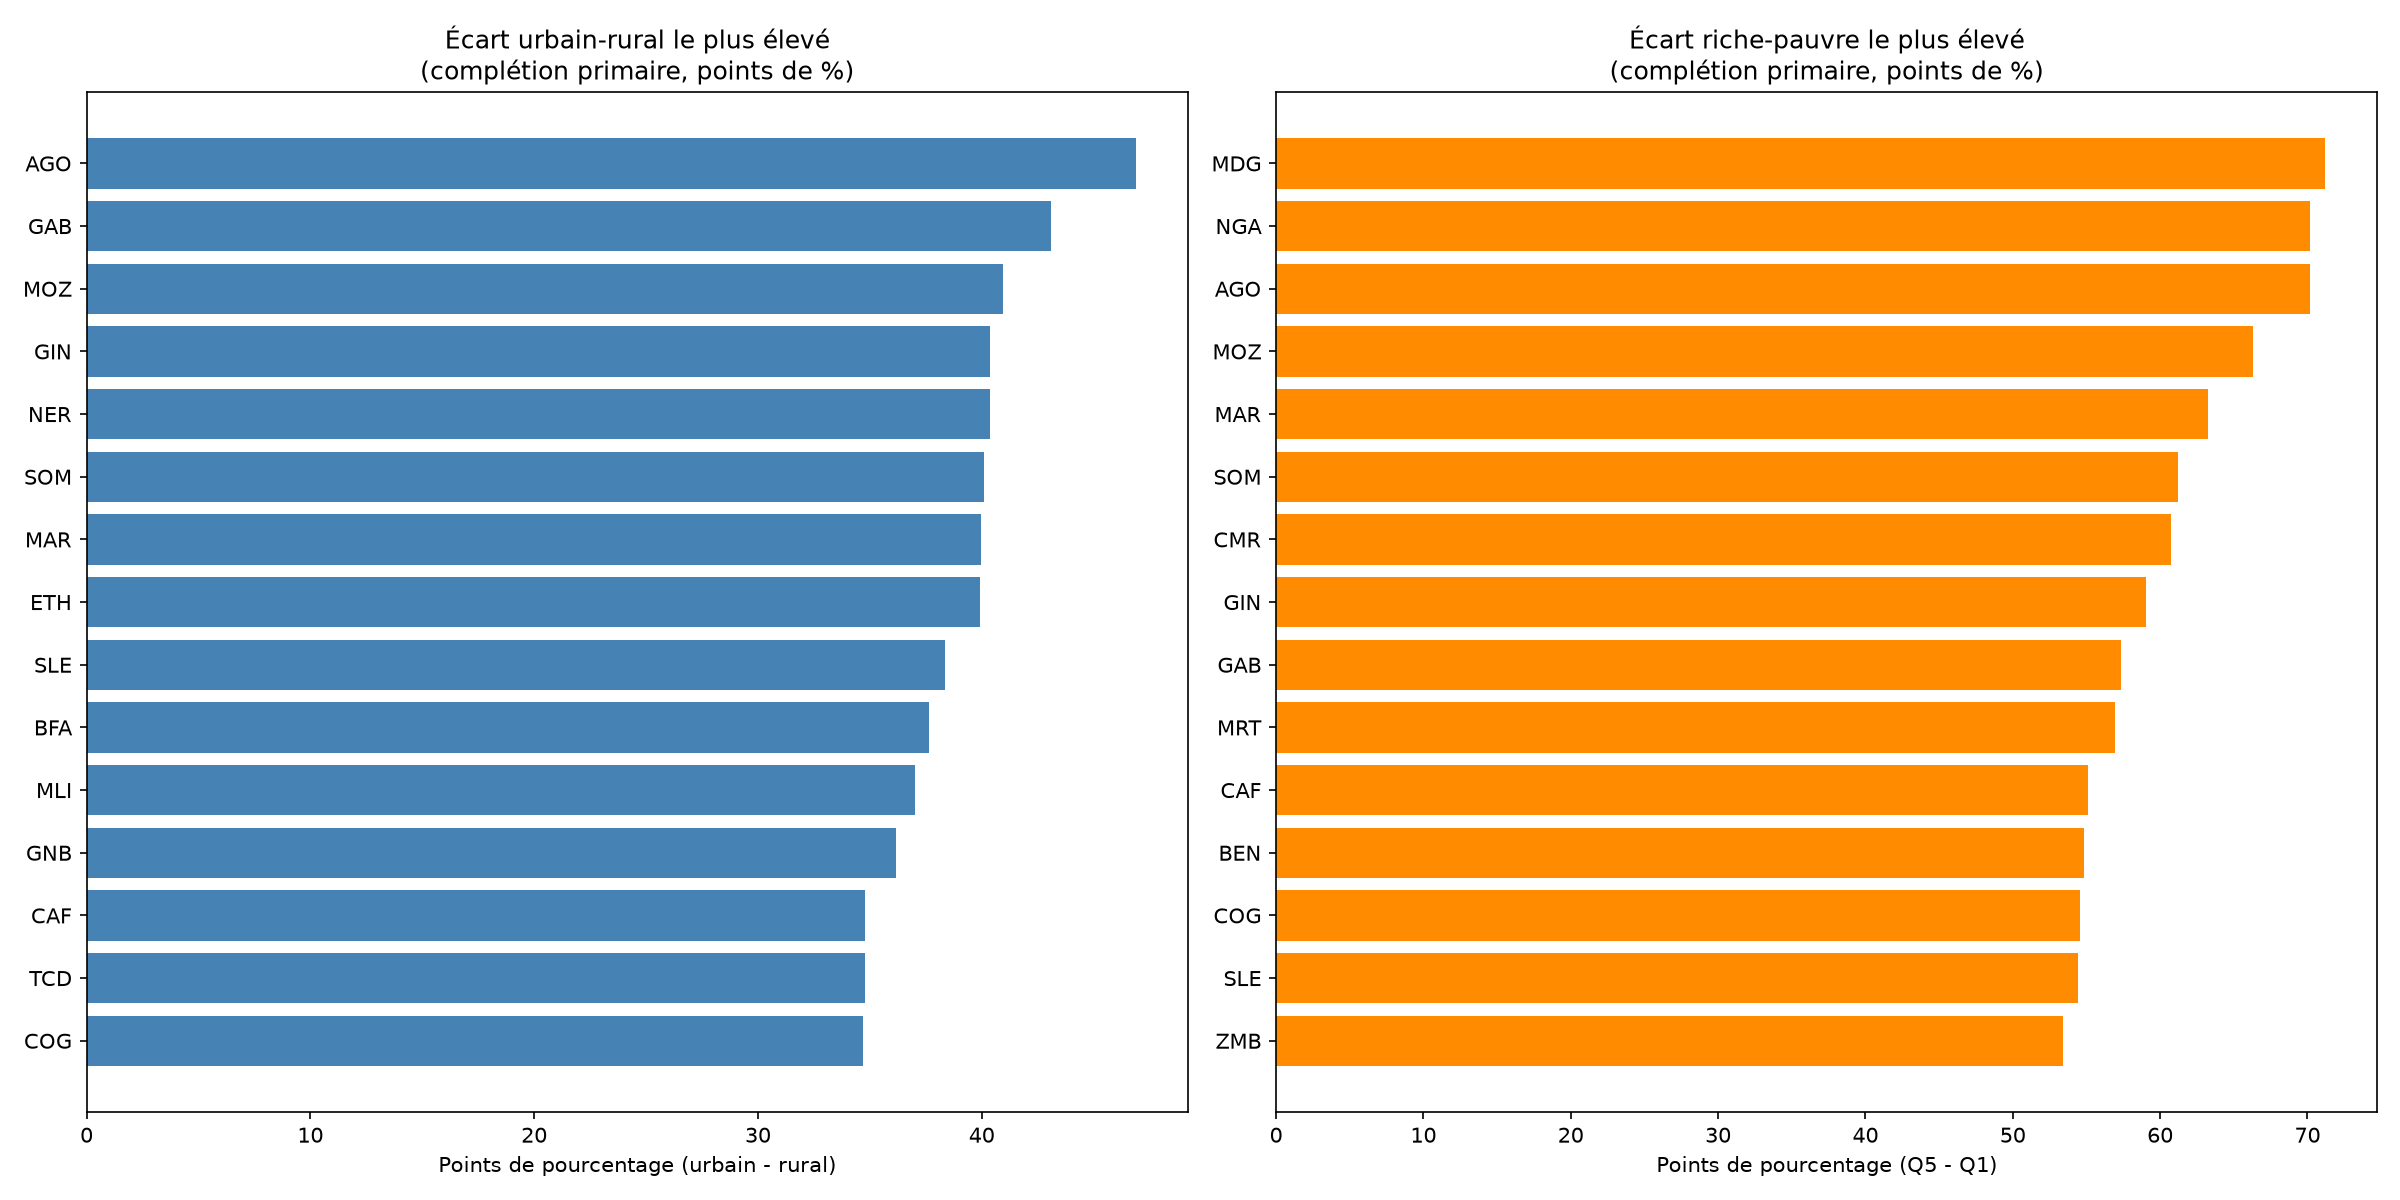 Écart urbain-rural le plus élevé
(complétion primaire, points de %)
AGO
GAB
MOZ
GIN
NER
SOM
MAR
ETH
SLE
BFA
MLI
GNB
CAF
TCD
COG
0 10 20 30 40
Points de pourcentage (urbain - rural)
Écart riche-pauvre le plus élevé
(complétion primaire, points de %)
MDG
NGA
AGO
MOZ
MAR
SOM
CMR
GIN
GAB
MRT
CAF
BEN
COG
SLE
ZMB
0 10 20 30 40 50 60 70
Points de pourcentage (Q5 - Q1)